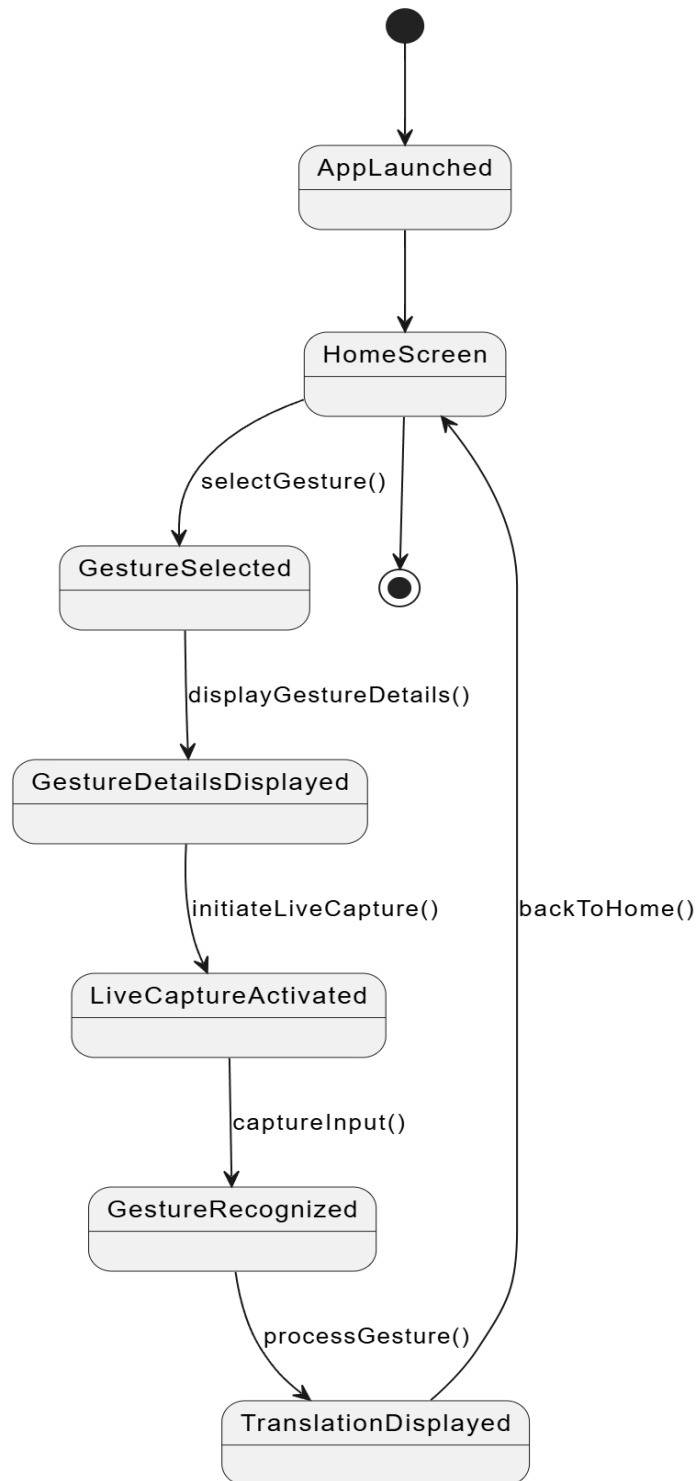 AppLaunched
HomeScreen
selectGesture()
GestureSelected
displayGestureDetails()
GestureDetailsDisplayed
initiateLiveCapture()
backToHome()
LiveCaptureActivated
captureInput()
GestureRecognized
processGesture()
TranslationDisplayed